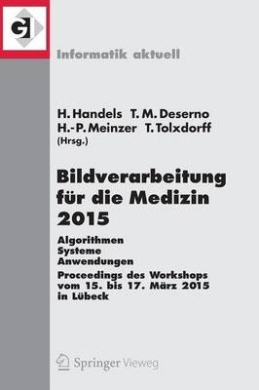 GI
Informatik aktuell
H. Handels T. M. Deserno
H.-P. Meinzer T. Tolxdorff
(Hrsg.)
Bildverarbeitung
für die Medizin
2015
Algorithmen
Systeme
Anwendungen
Proceedings des Workshops
vom 15. bis 17. März 2015
in Lübeck
Springer Vieweg